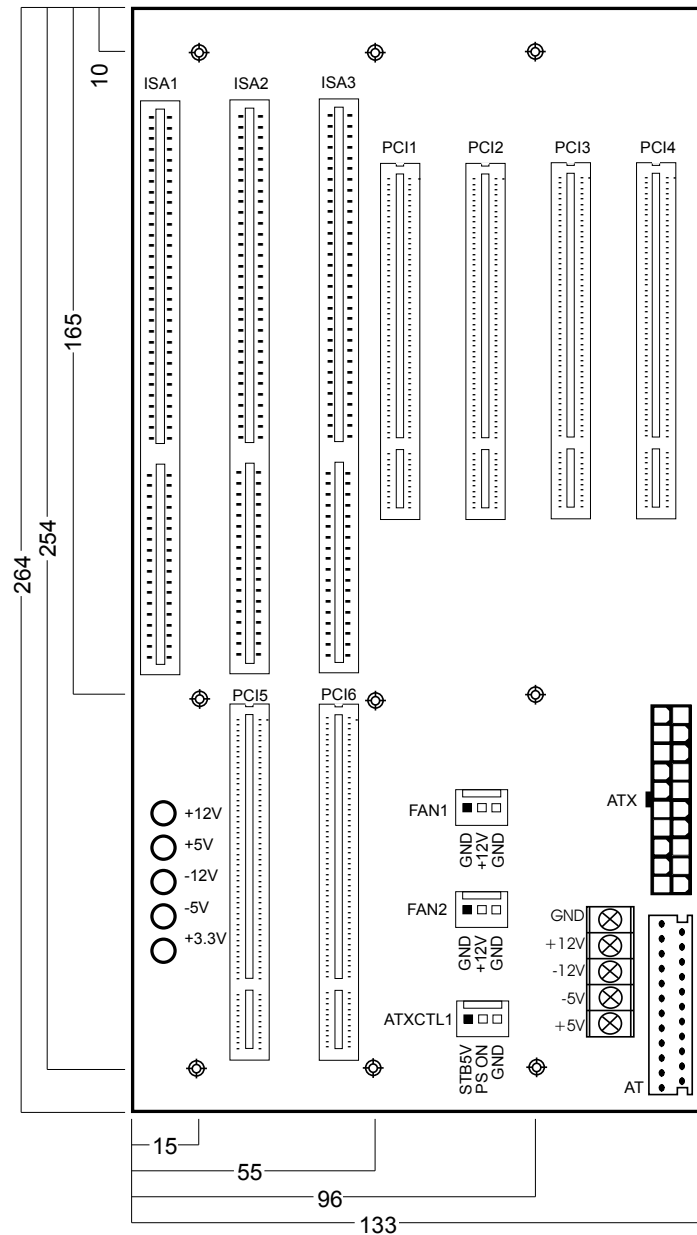 10
ISA1
ISA2
ISA3
PCI1
PCI2
PCI3
PCI4
165
254
264
PCI5
PCI6
+12V
+5V
-12V
-5V
+3.3V
FAN1
GND
+12V
GND
FAN2
GND
+12V
GND
ATXCTL1
STB5V
PS ON
GND
ATX
GND
+12V
-12V
-5V
+5V
AT
15
55
96
133